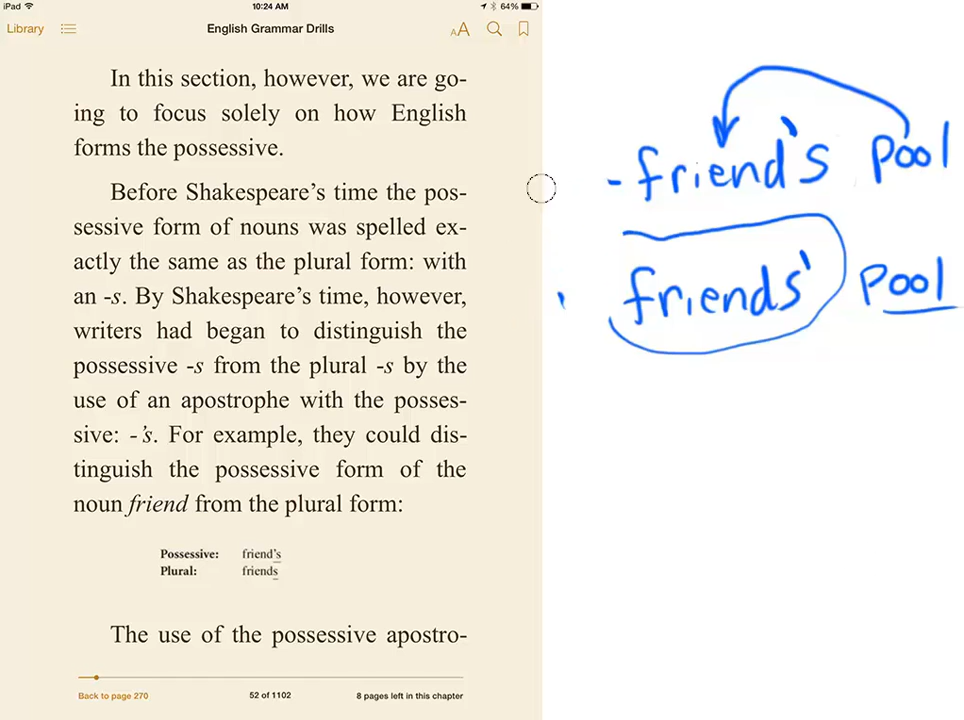 iPad 10:24 AM 64%
Library English Grammar Drills AA
In this section, however, we are go-
ing to focus solely on how English
forms the possessive.
Before Shakespeare's time the pos-
sessive form of nouns was spelled ex-
actly the same as the plural form: with
an -s. By Shakespeare's time, however,
writers had began to distinguish the
possessive -s from the plural -s by the
use of an apostrophe with the posses-
sive: -'s. For example, they could dis-
tinguish the possessive form of the
noun friend from the plural form:
Possessive: friend's
Plural: friends
The use of the possessive apostro-
Back to page 270 52 of 1102 8 pages left in this chapter
-friend's pool
friends' pool